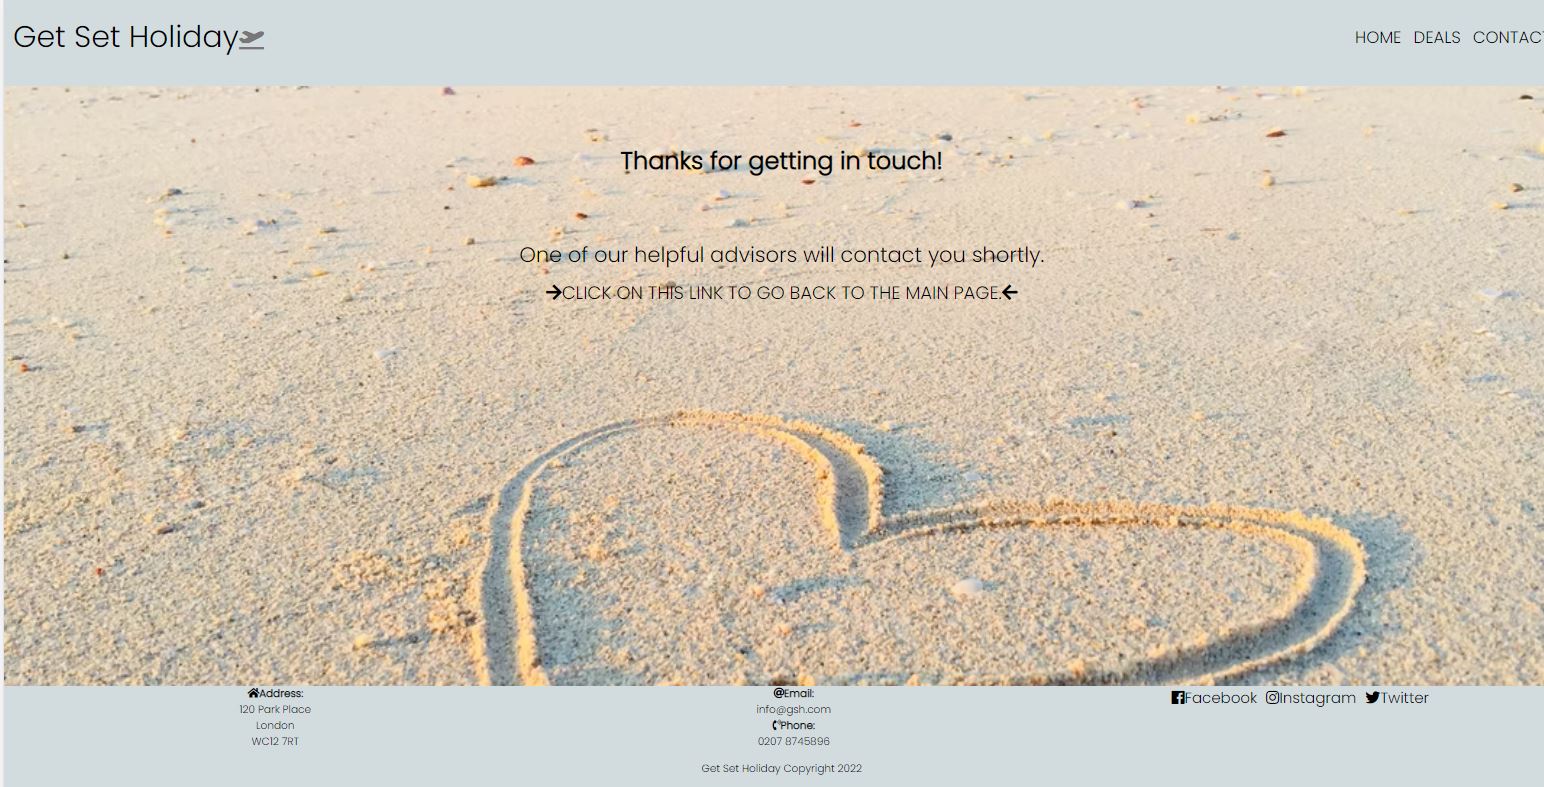 Get Set Holiday
HOME DEALS CONTACT
Thanks for getting in touch!
One of our helpful advisors will contact you shortly.
CLICK ON THIS LINK TO GO BACK TO THE MAIN PAGE.
Address:
120 Park Place
London
WC12 7RT
Email:
info@gsh.com
Phone:
0207 8745896
Facebook Instagram Twitter
Get Set Holiday Copyright 2022